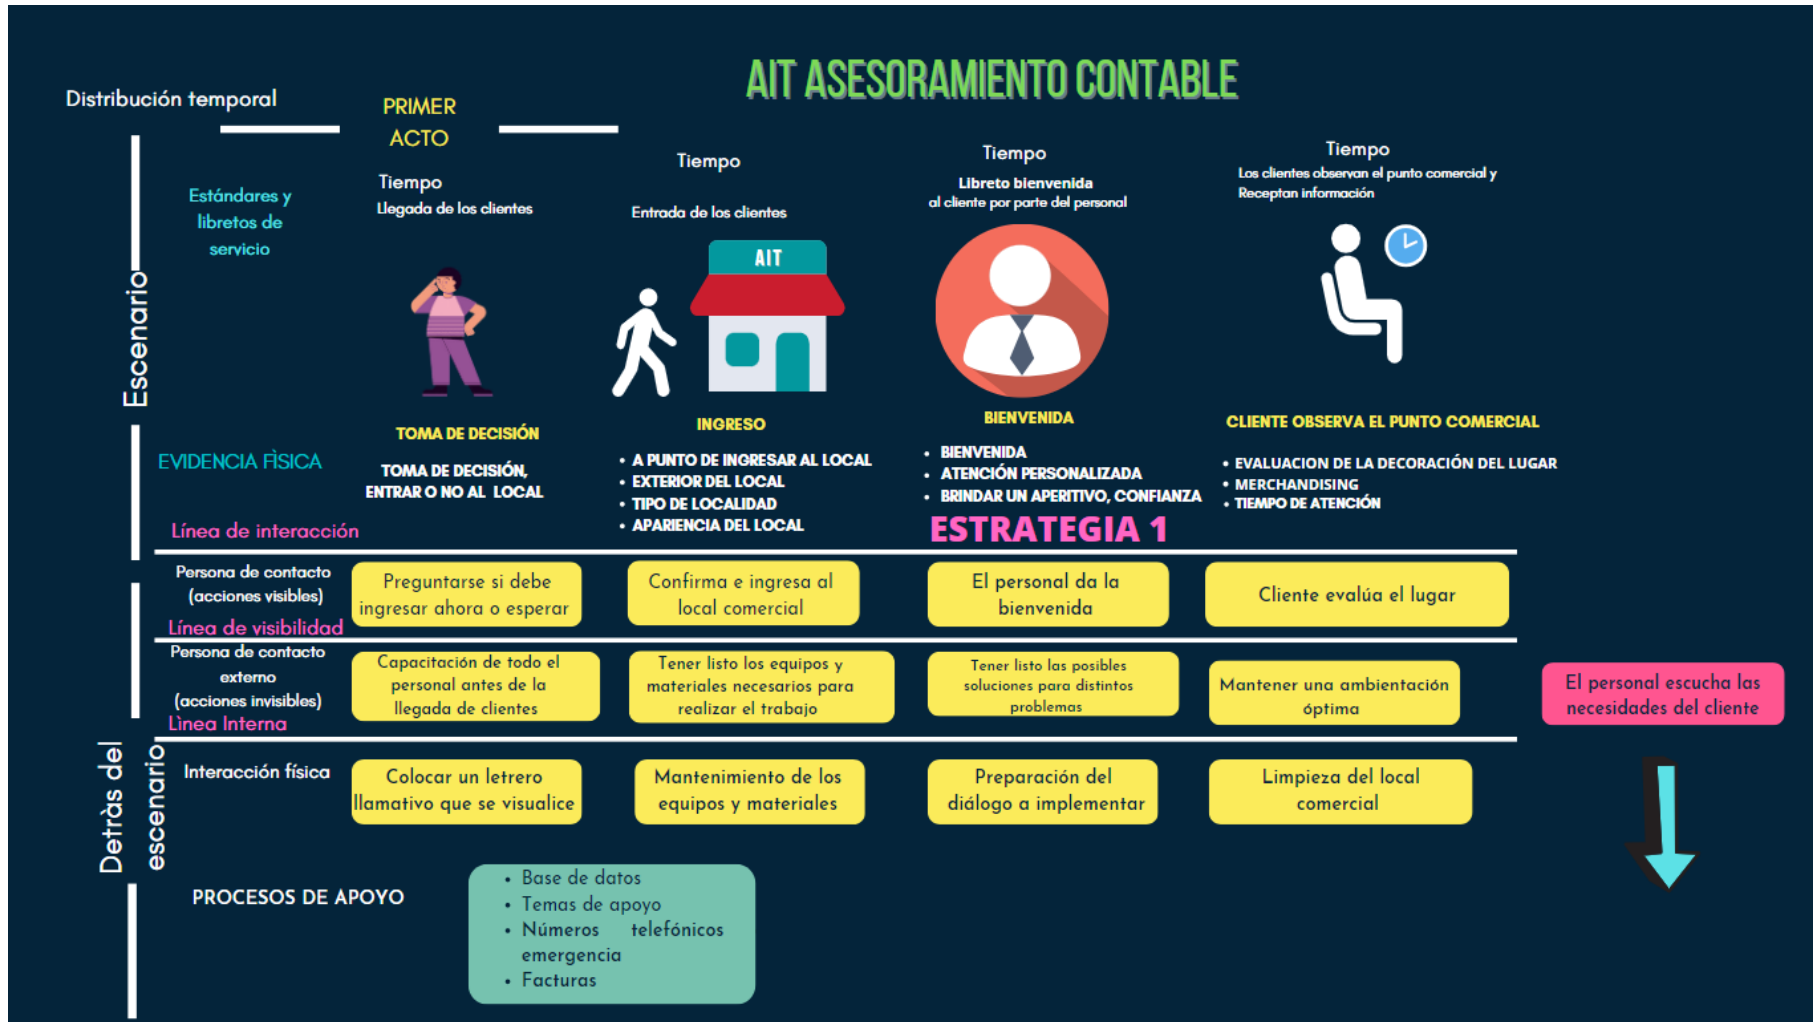 AIT ASESORAMIENTO CONTABLE
Distribución temporal
PRIMER
ACTO
Estándares y
libretos de
servicio
Tiempo
Llegada de los clientes
Tiempo
Entrada de los clientes
Tiempo
Libreto bienvenida
al cliente por parte del personal
Tiempo
Los clientes observan el punto comercial y
Receptan información
AIT
Escenario
EVIDENCIA FÌSICA
TOMA DE DECISIÓN
TOMA DE DECISIÓN,
ENTRAR O NO AL LOCAL
INGRESO
• A PUNTO DE INGRESAR AL LOCAL
• EXTERIOR DEL LOCAL
• TIPO DE LOCALIDAD
• APARIENCIA DEL LOCAL
BIENVENIDA
• BIENVENIDA
• ATENCIÓN PERSONALIZADA
• BRINDAR UN APERITIVO, CONFIANZA
ESTRATEGIA 1
CLIENTE OBSERVA EL PUNTO COMERCIAL
• EVALUACION DE LA DECORACIÓN DEL LUGAR
• MERCHANDISING
• TIEMPO DE ATENCIÓN
Línea de interacción
Persona de contacto
(acciones visibles)
Preguntarse si debe
ingresar ahora o esperar
Confirma e ingresa al
local comercial
El personal da la
bienvenida
Cliente evalúa el lugar
Línea de visibilidad
Persona de contacto
externo
(acciones invisibles)
Capacitación de todo el
personal antes de la
llegada de clientes
Tener listo los equipos y
materiales necesarios para
realizar el trabajo
Tener listo las posibles
soluciones para distintos
problemas
Mantener una ambientación
óptima
El personal escucha las
necesidades del cliente
Lìnea Interna
Detràs del
escenario
Interacción física
Colocar un letrero
llamativo que se visualice
Mantenimiento de los
equipos y materiales
Preparación del
diálogo a implementar
Limpieza del local
comercial
PROCESOS DE APOYO
• Base de datos
• Temas de apoyo
• Números telefónicos
emergencia
• Facturas